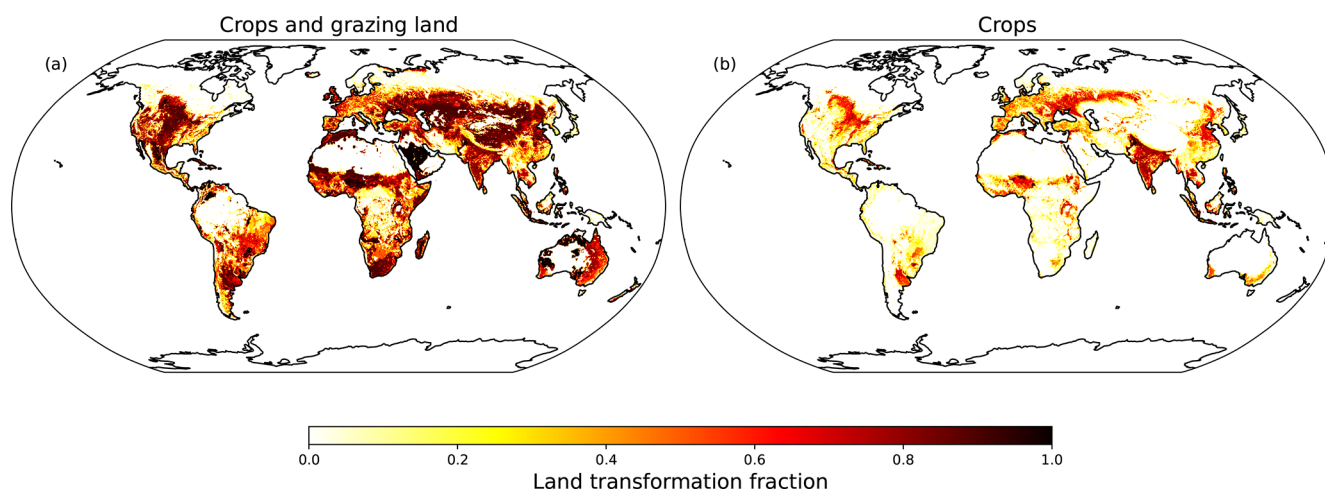 Crops and grazing land
Crops
(a)
(b)
0.0 0.2 0.4 0.6 0.8 1.0
Land transformation fraction